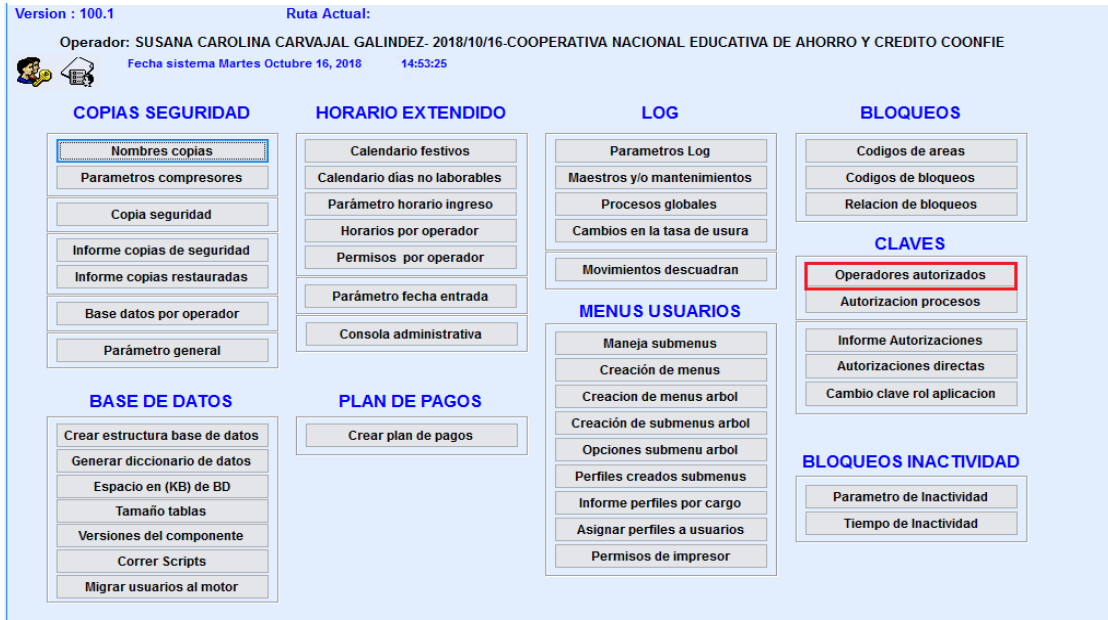 Version : 100.1
Ruta Actual:
Operador: SUSANA CAROLINA CARVAJAL GALINDEZ- 2018/10/16-COOPERATIVA NACIONAL EDUCATIVA DE AHORRO Y CREDITO COONFIE
Fecha sistema Martes Octubre 16, 2018 14:53:25
COPIAS SEGURIDAD
Nombres copias
Parametros compresores
Copia seguridad
Informe copias de seguridad
Informe copias restauradas
Base datos por operador
Parámetro general
BASE DE DATOS
Crear estructura base de datos
Generar diccionario de datos
Espacio en (KB) de BD
Tamaño tablas
Versiones del componente
Correr Scripts
Migrar usuarios al motor
HORARIO EXTENDIDO
Calendario festivos
Calendario días no laborables
Parámetro horario ingreso
Horarios por operador
Permisos por operador
Parámetro fecha entrada
Consola administrativa
PLAN DE PAGOS
Crear plan de pagos
LOG
Parametros Log
Maestros y/o mantenimientos
Procesos globales
Cambios en la tasa de usura
Movimientos descuadran
MENUS USUARIOS
Maneja submenus
Creación de menus
Creacion de menus arbol
Creación de submenus arbol
Opciones submenu arbol
Perfiles creados submenus
Informe perfiles por cargo
Asignar perfiles a usuarios
Permisos de impresor
BLOQUEOS
Codigos de areas
Codigos de bloqueos
Relacion de bloqueos
CLAVES
Operadores autorizados
Autorizacion procesos
Informe Autorizaciones
Autorizaciones directas
Cambio clave rol aplicacion
BLOQUEOS INACTIVIDAD
Parametro de Inactividad
Tiempo de Inactividad